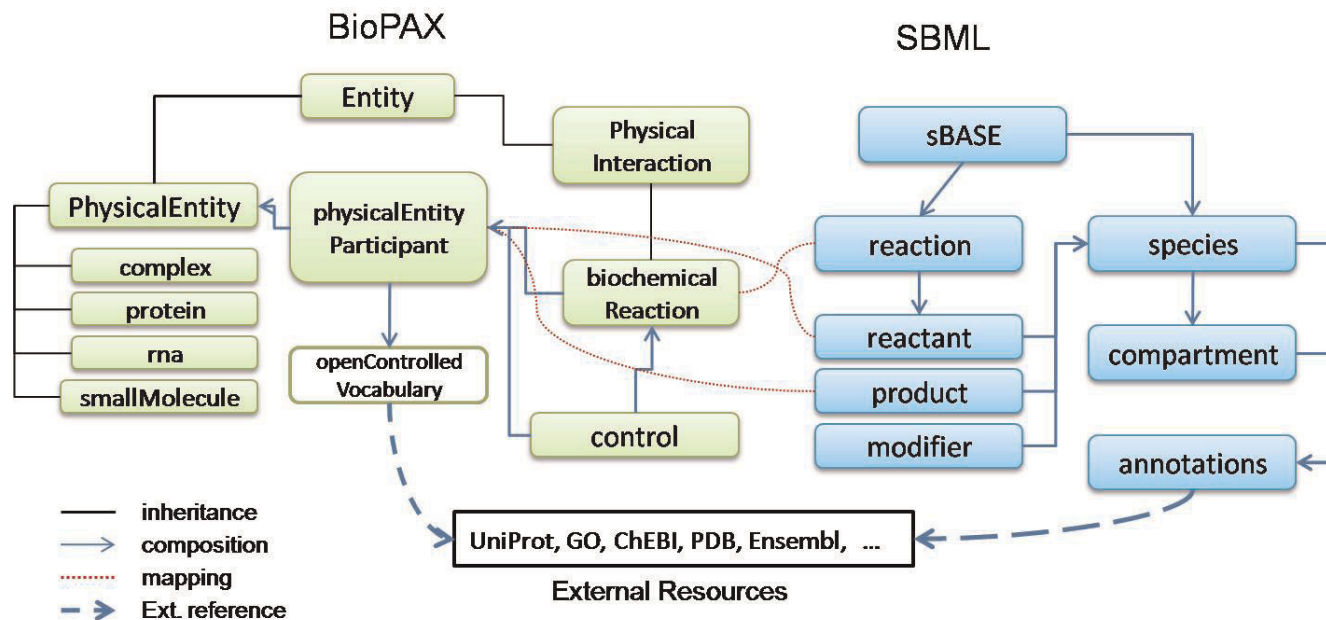 BioPAX
SBML
Entity
Physical
Interaction
sBASE
PhysicalEntity
physicalEntity
Participant
reaction
species
complex
protein
rna
smallMolecule
biochemical
Reaction
reactant
compartment
openControlled
Vocabulary
product
control
modifier
annotations
inheritance
composition
mapping
Ext. reference
UniProt, GO, ChEBI, PDB, Ensembl, ...
External Resources